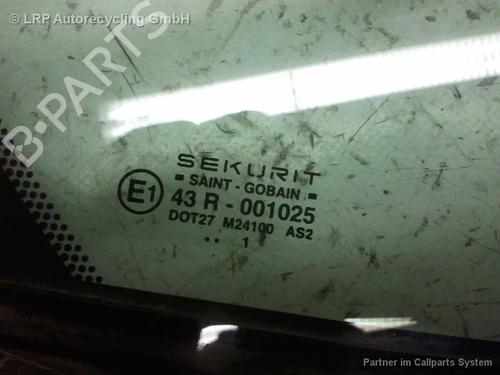 © LRP Autorecycling GmbH
B-PARTS
SEKURIT
SAINT - GOBAIN
E1
43 R - 001025
DOT27 M24100 AS2
.. 1
Partner im Callparts System